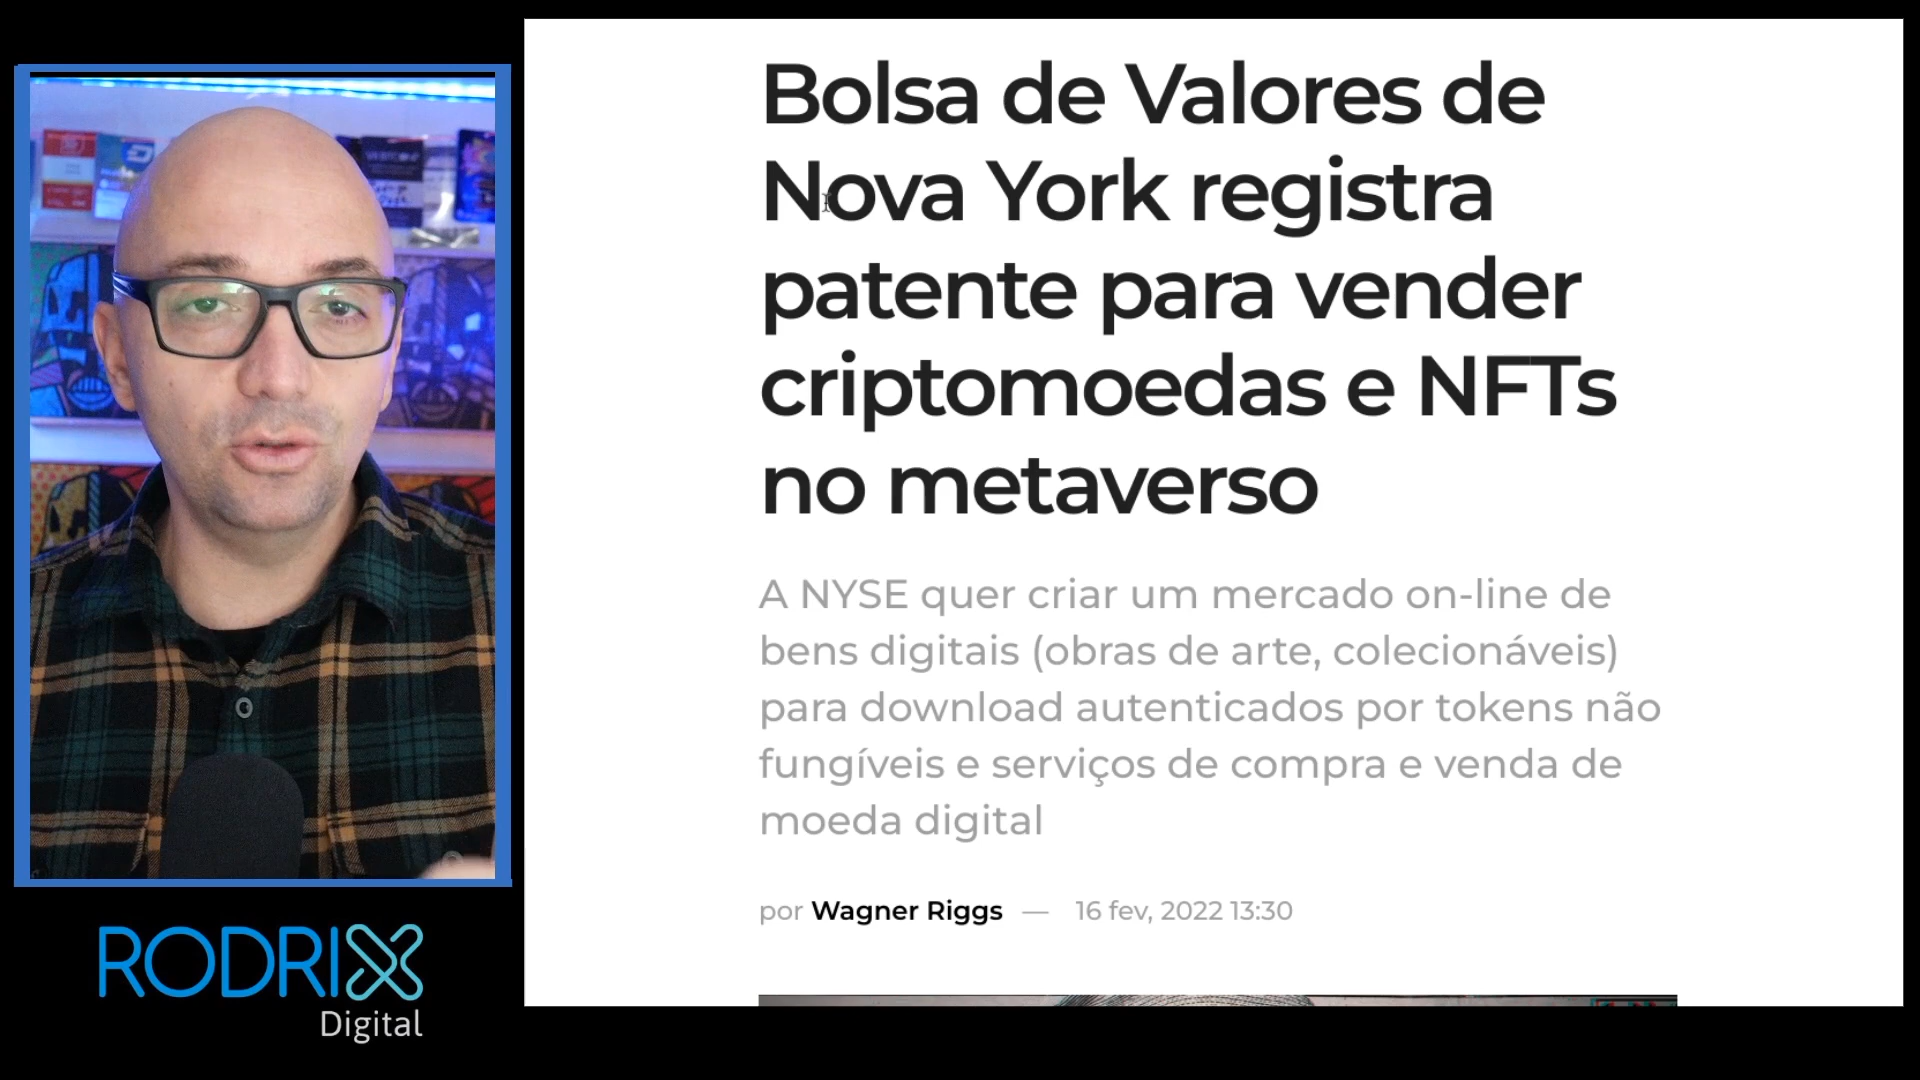 Bolsa de Valores de
Nova York registra
patente para vender
criptomoedas e NFTs
no metaverso
A NYSE quer criar um mercado on-line de
bens digitais (obras de arte, colecionáveis)
para download autenticados por tokens não
fungíveis e serviços de compra e venda de
moeda digital
por Wagner Riggs — 16 fev, 2022 13:30
RODRIX
Digital